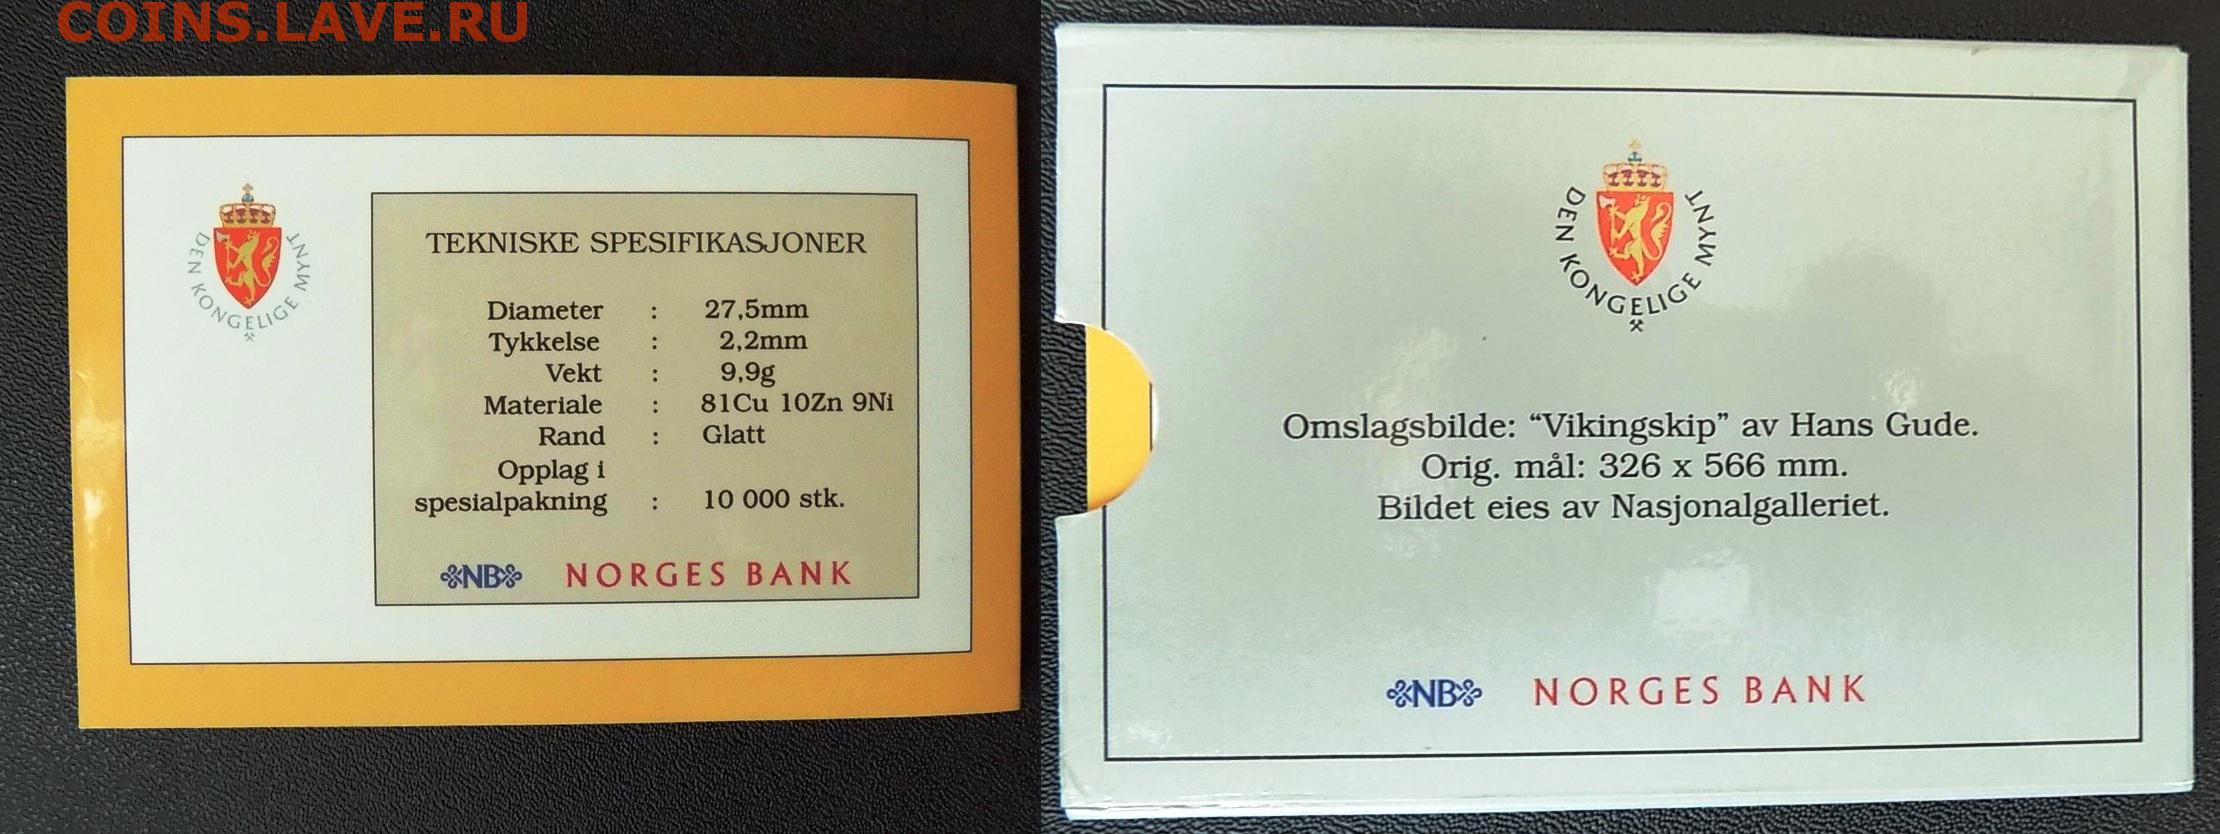 COINS.LAVE.RU
DEN KONGELIGE MYNT
TEKNISKE SPESIFIKASJONER
Diameter : 27,5mm
Tykkelse : 2,2mm
Vekt : 9,9g
Materiale : 81Cu 10Zn 9Ni
Rand : Glatt
Opplag i
spesialpakning : 10 000 stk.
NB NORGES BANK
DEN KONGELIGE MYNT
Omslagsbilde: “Vikingskip” av Hans Gude.
Orig. mål: 326 x 566 mm.
Bildet eies av Nasjonalgalleriet.
NB NORGES BANK